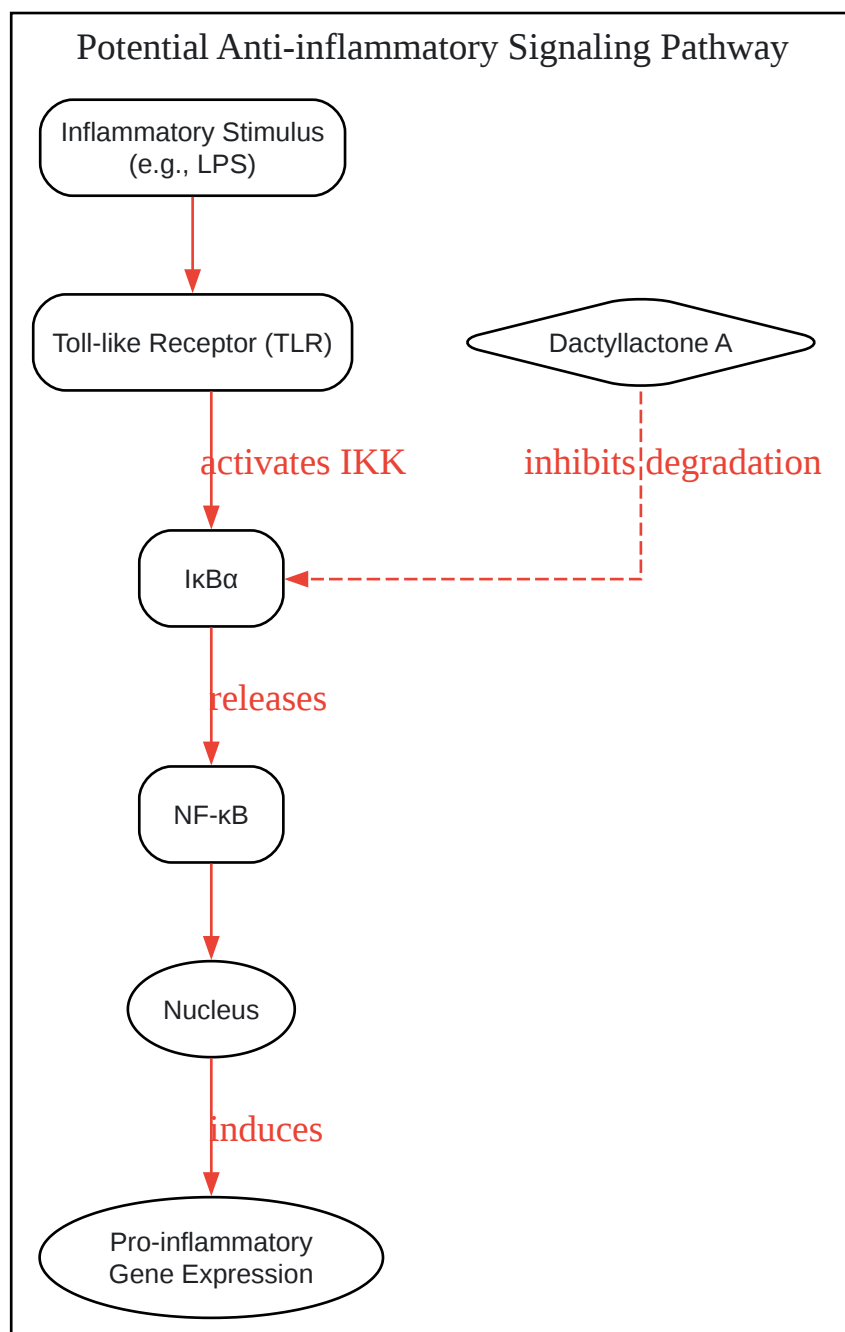 Potential Anti-inflammatory Signaling Pathway
Inflammatory Stimulus
(e.g., LPS)
Toll-like Receptor (TLR)
Dactyllactone A
activates IKK
inhibits degradation
IκBα
releases
NF-κB
Nucleus
induces
Pro-inflammatory
Gene Expression